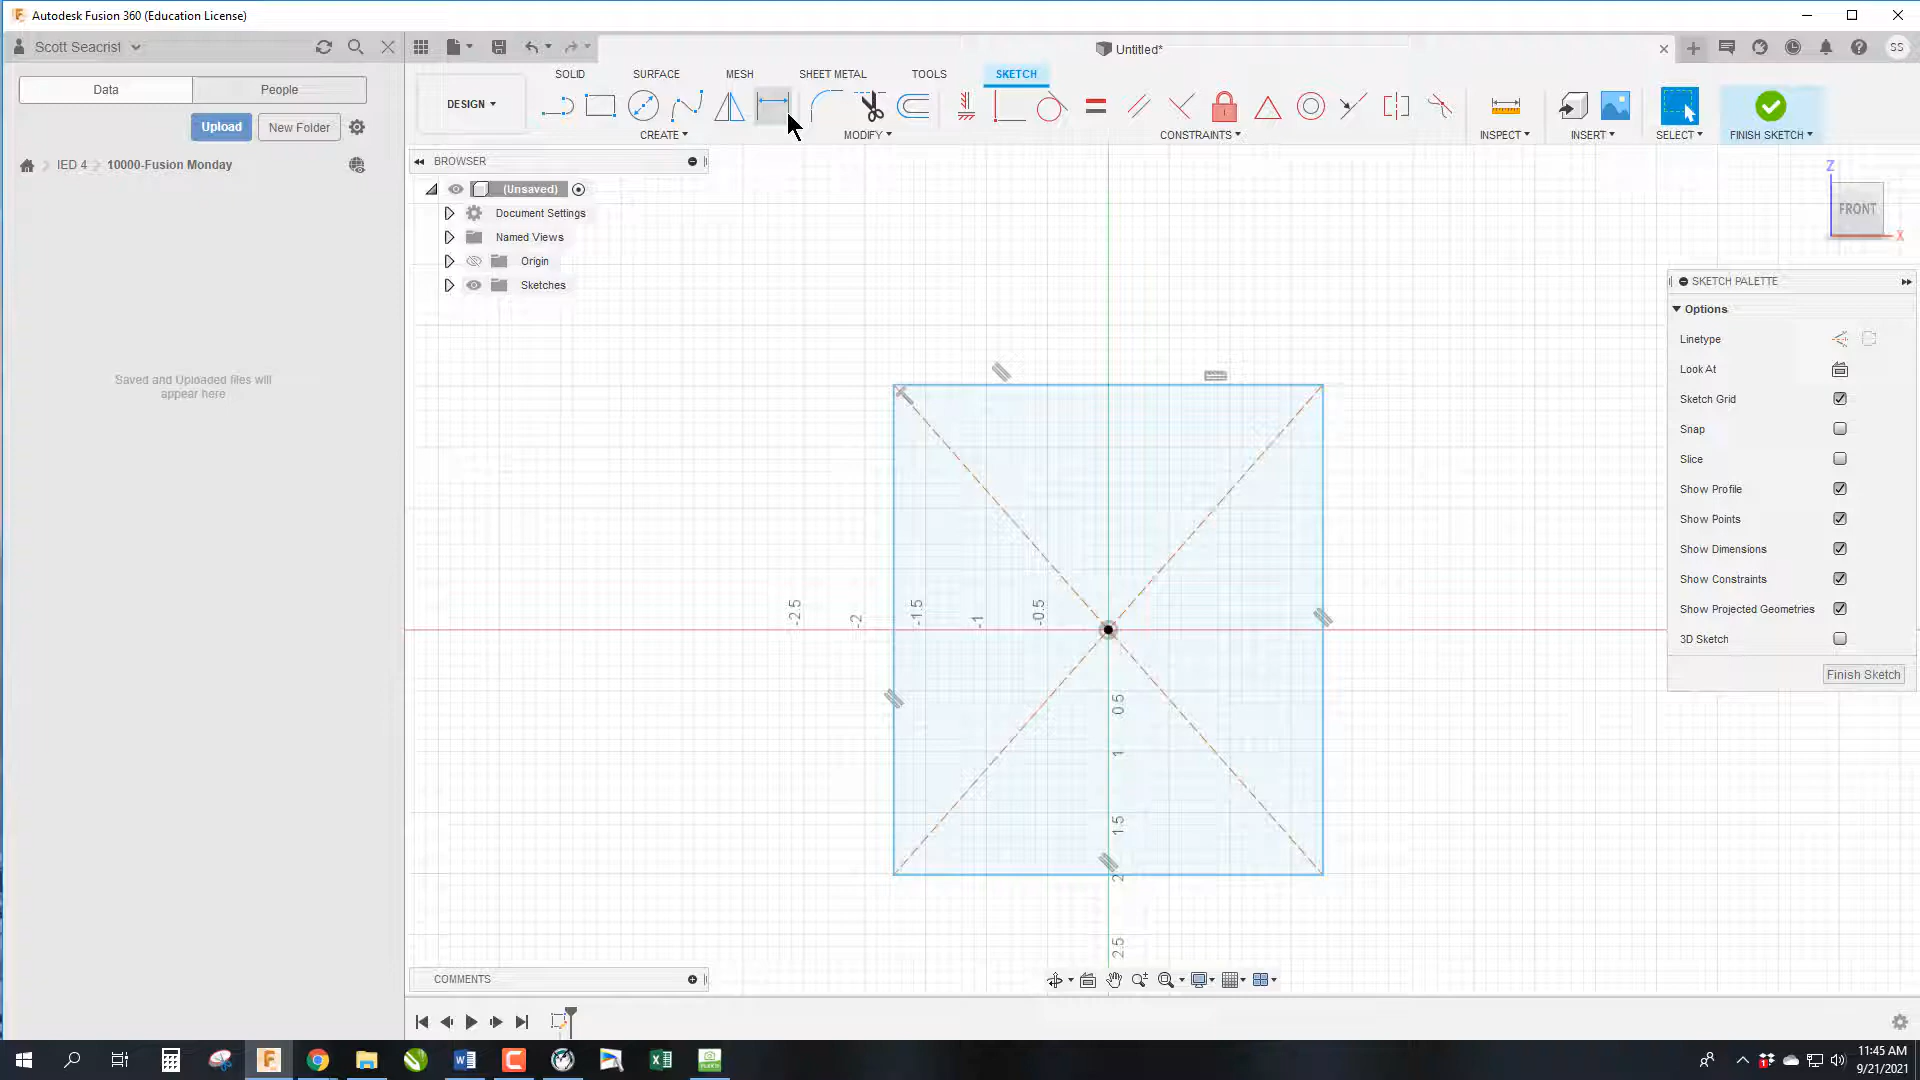 Autodesk Fusion 360 (Education License)
Scott Seacrist
Untitled*
SS
Data
People
Upload
New Folder
IED 4
10000-Fusion Monday
Saved and Uploaded files will
appear here
DESIGN
SOLID
SURFACE
MESH
SHEET METAL
TOOLS
SKETCH
CREATE
MODIFY
CONSTRAINTS
INSPECT
INSERT
SELECT
FINISH SKETCH
BROWSER
(Unsaved)
Document Settings
Named Views
Origin
Sketches
Z
FRONT
X
SKETCH PALETTE
Options
Linetype
Look At
Sketch Grid
Snap
Slice
Show Profile
Show Points
Show Dimensions
Show Constraints
Show Projected Geometries
3D Sketch
Finish Sketch
-2.5
-2
-1.5
-1
-0.5
0.5
1
1.5
2
2.5
COMMENTS
11:45 AM
9/21/2021